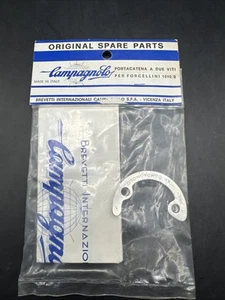 ORIGINAL SPARE PARTS
Campagnolo
MADE IN ITALY
PORTACATENA A DUE VITI
PER FORCELLINI 1010/B
BREVETTI INTERNAZIONALI CAMPAGNOLO S.P.A. - VICENZA ITALY
Campagno
BREVETTI INTERNAZIO